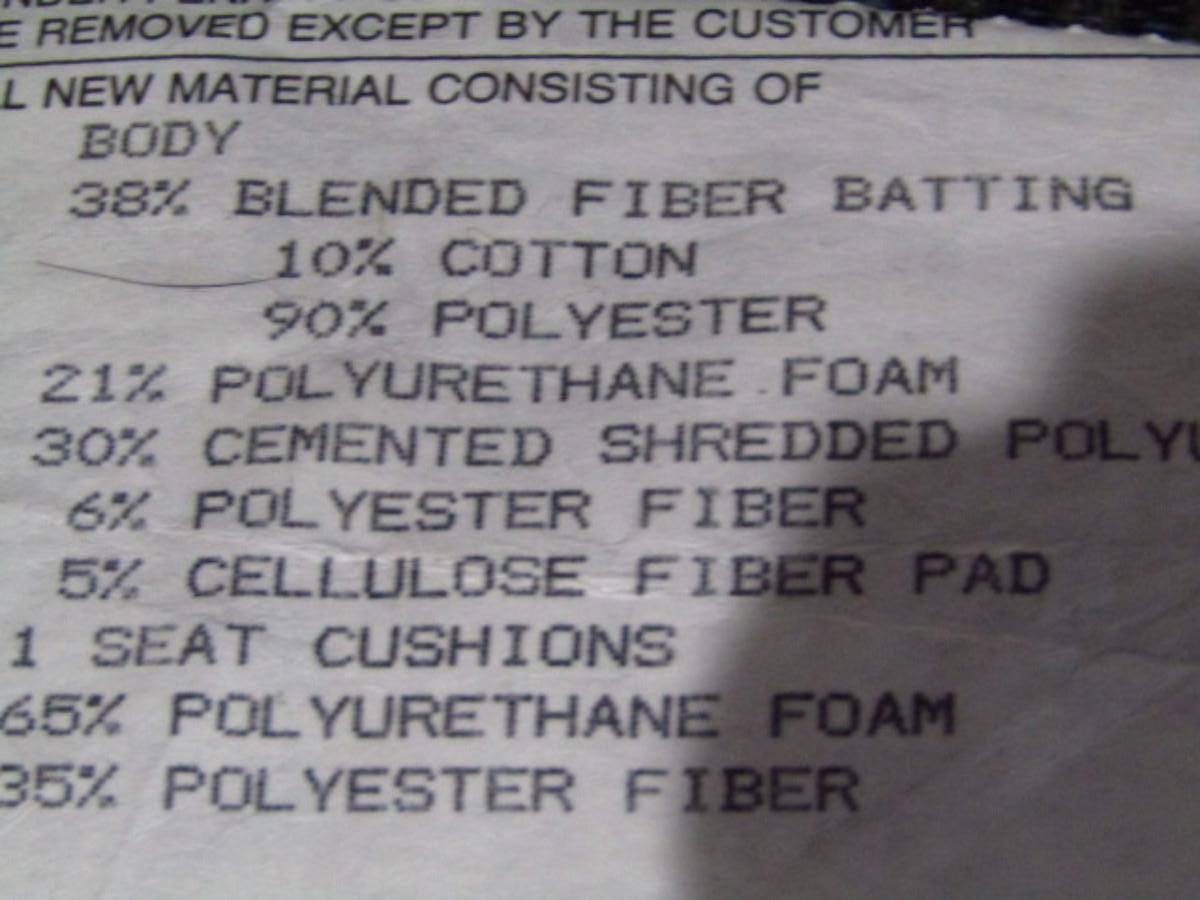 E REMOVED EXCEPT BY THE CUSTOMER
L NEW MATERIAL CONSISTING OF
BODY
38% BLENDED FIBER BATTING
10% COTTON
90% POLYESTER
21% POLYURETHANE FOAM
30% CEMENTED SHREDDED POLYU
6% POLYESTER FIBER
5% CELLULOSE FIBER PAD
1 SEAT CUSHIONS
65% POLYURETHANE FOAM
35% POLYESTER FIBER